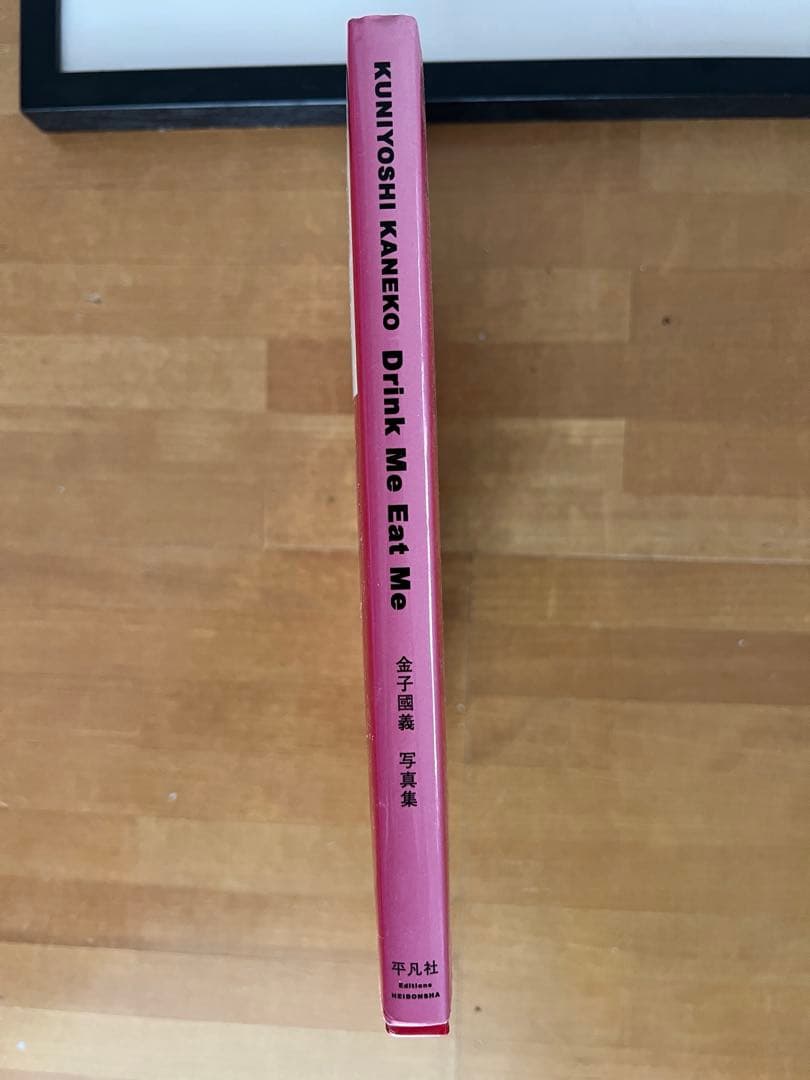 KUNIYOSHI KANEKO Drink Me Eat Me
金子國義 写真集
平凡社
Editions
HEIBONSHA